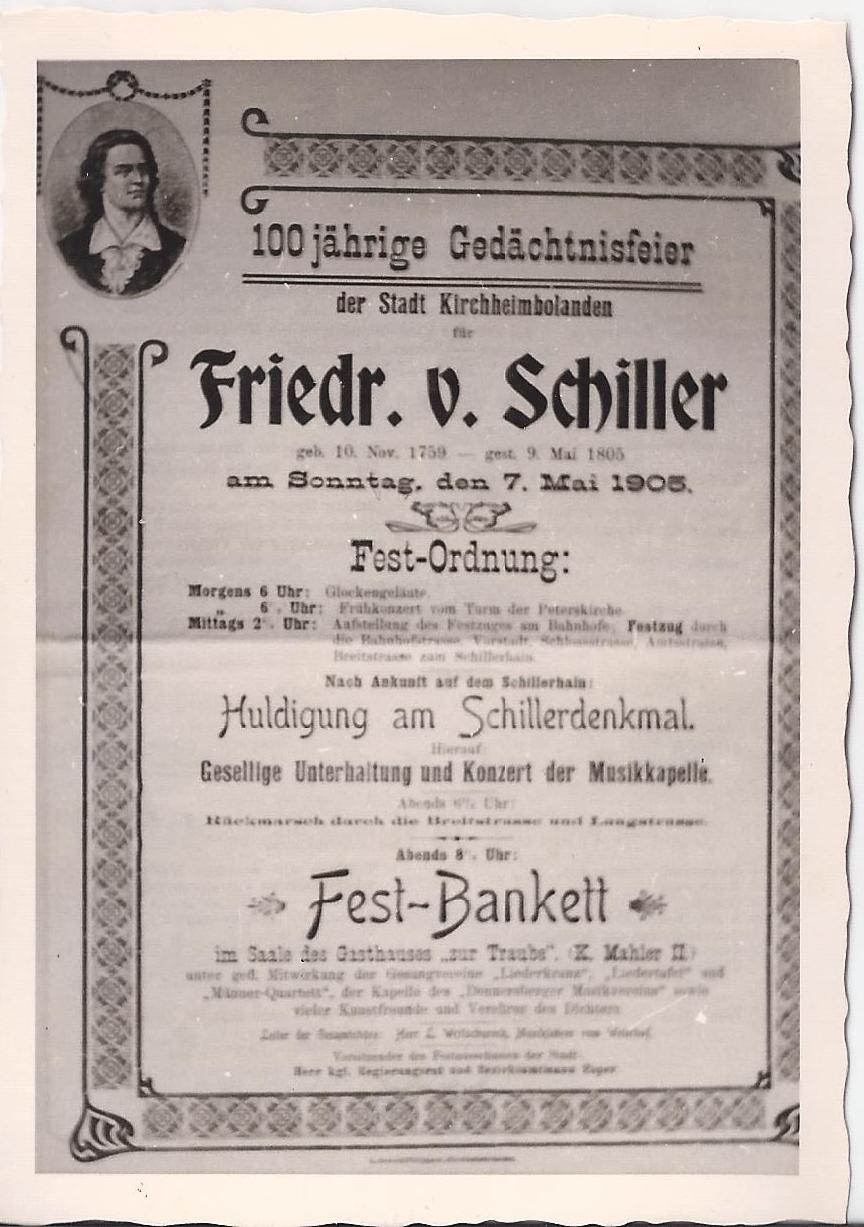 100 jährige Gedächtnisfeier
der Stadt Kirchheimbolanden
für
Friedr. v. Schiller
geb. 10. Nov. 1759 — gest. 9. Mai 1805
am Sonntag, den 7. Mai 1905.
Fest-Ordnung:
Morgens 6 Uhr: Glockengeläute.
„ 6 Uhr: Frühkonzert vom Turm der Peterskirche.
Mittags 2 Uhr: Aufstellung des Festzuges am Bahnhofe, Festzug durch
die Bahnhofstrasse, Vorstadt, Schlossstrasse, Amtsstrasse,
Breitstrasse zum Schillerhain.
Nach Ankunft auf dem Schillerhain:
Huldigung am Schillerdenkmal.
Hierauf:
Gesellige Unterhaltung und Konzert der Musikkapelle.
Abends Uhr:
Rückmarsch durch die Breitstrasse und Langstrasse.
Abends 8 Uhr:
Fest-Bankett
im Saale des Gasthauses „zur Traube“. (K. Mahler II.)
unter gefl. Mitwirkung der Gesangvereine „Liederkranz“, „Liedertafel“ und
„Männer-Quartett“, der Kapelle des „Donnersberger Musikvereins“ sowie
vieler Kunstfreunde und Verehrer des Dichters
Leiter der Herr L.
Vorsitzender des Festausschusses der Stadt:
Herr kgl. Regierungsrat und Bezirksamtmann